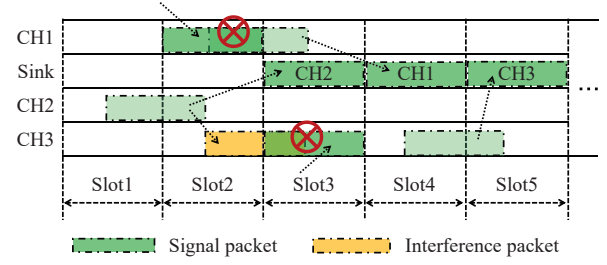 CH1
Sink CH2 CH1 CH3
CH2
CH3
Slot1 Slot2 Slot3 Slot4 Slot5
Signal packet Interference packet